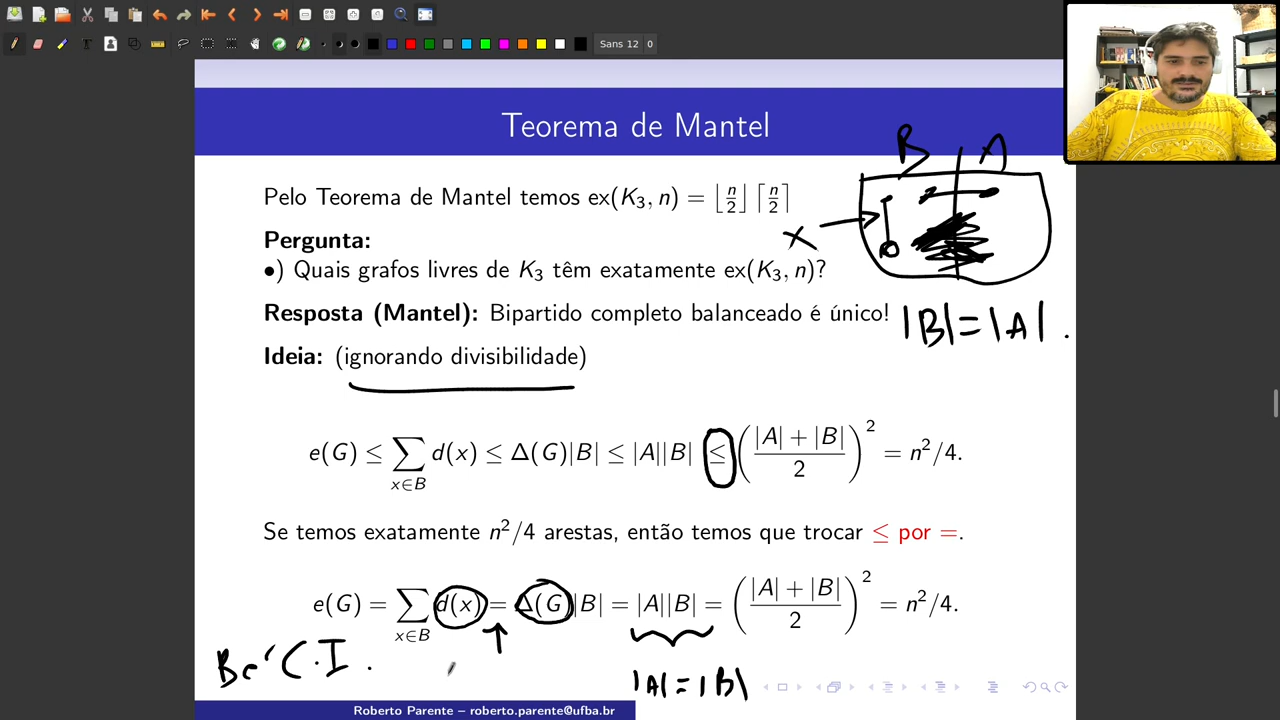 Sans 12 0
Teorema de Mantel
B A
Pelo Teorema de Mantel temos ex(K₃, n) = ⌊n/2⌋ ⌈n/2⌉
x
Pergunta:
•) Quais grafos livres de K₃ têm exatamente ex(K₃, n)?
Resposta (Mantel): Bipartido completo balanceado é único!
|B| = |A|.
Ideia: (ignorando divisibilidade)
e(G) ≤ ∑_{x∈B} d(x) ≤ Δ(G)|B| ≤ |A||B| ≤ ((|A| + |B|)/2)² = n²/4.
Se temos exatamente n²/4 arestas, então temos que trocar ≤ por =.
e(G) = ∑_{x∈B} d(x) = Δ(G)|B| = |A||B| = ((|A| + |B|)/2)² = n²/4.
B é C.I.
|A| = |B|
Roberto Parente – roberto.parente@ufba.br